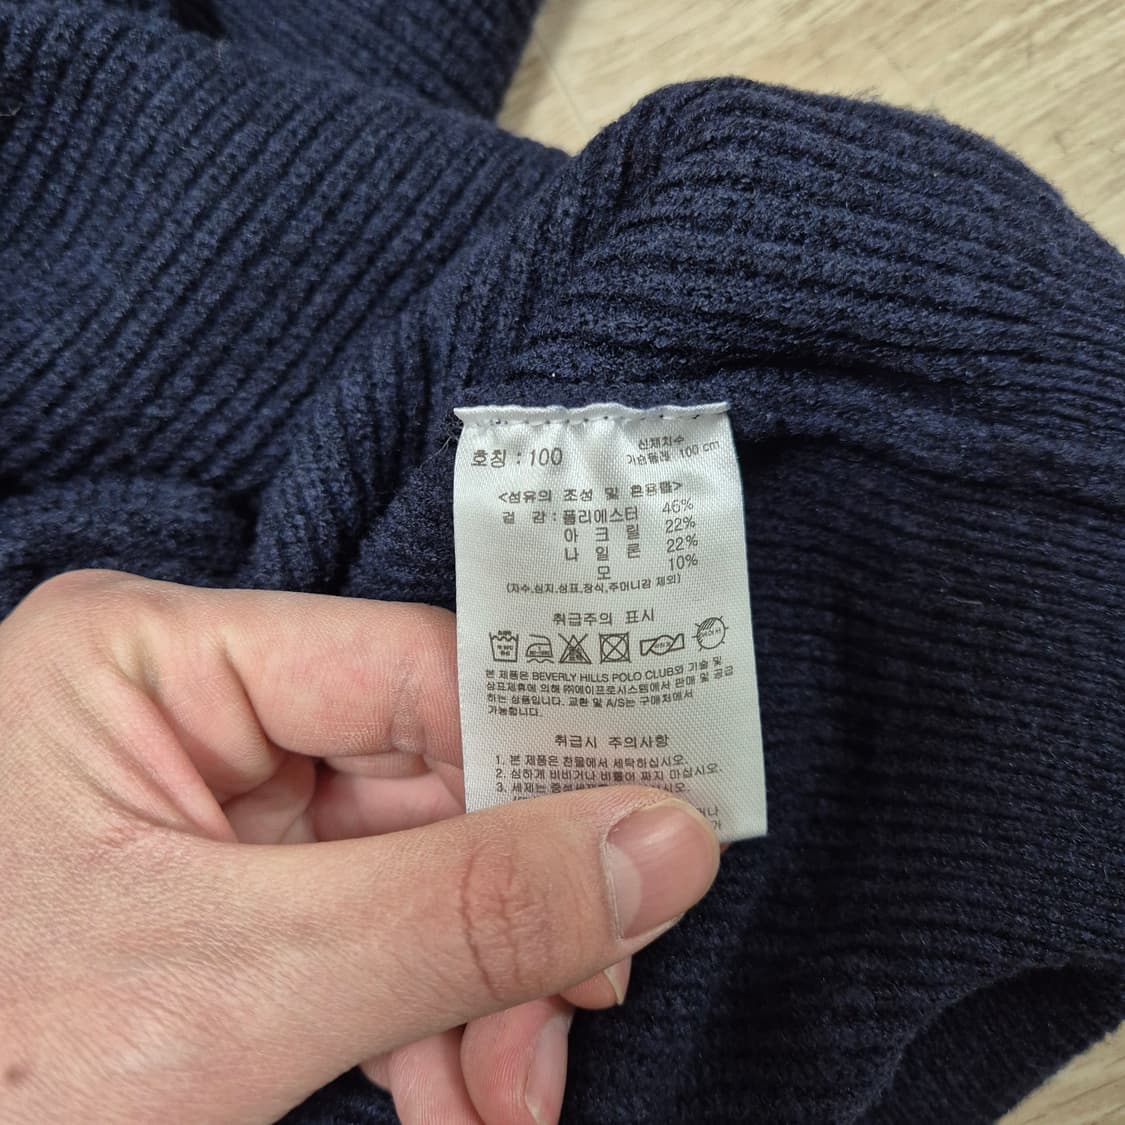 호칭 : 100
신체치수
가슴둘레 100 cm
<섬유의 조성 및 혼용률>
겉 감 : 폴리에스터 46%
아 크 릴 22%
나 일 론 22%
모 10%
(자수,심지,상표,장식,주머니감 제외)
취급주의 표시
본 제품은 BEVERLY HILLS POLO CLUB와 기술 및
상표제휴에 의해 ㈜에이프로시스템에서 판매 및 공급
하는 상품입니다. 교환 및 A/S는 구매처에서
가능합니다.
취급시 주의사항
1. 본 제품은 찬물에서 세탁하십시오.
2. 심하게 비비거나 비틀어 짜지 마십시오.
3. 세제는 중성세제